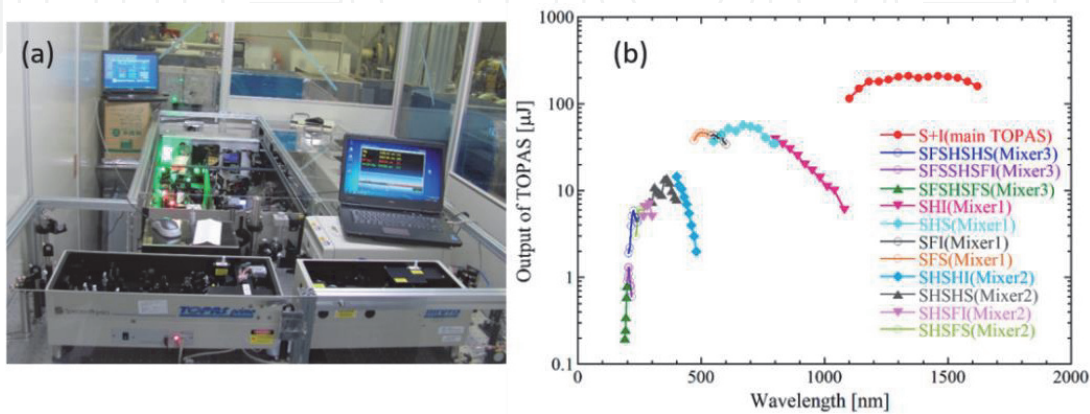 (a)
TOPAS prime
(b)
Output of TOPAS [μJ]
1000
100
10
1
0.1
0
500
1000
1500
2000
Wavelength [nm]
S+I(main TOPAS)
SFSHSHS(Mixer3)
SFSSHSFI(Mixer3)
SFSHSFS(Mixer3)
SHI(Mixer1)
SHS(Mixer1)
SFI(Mixer1)
SFS(Mixer1)
SHSHI(Mixer2)
SHSHS(Mixer2)
SHSFI(Mixer2)
SHSFS(Mixer2)